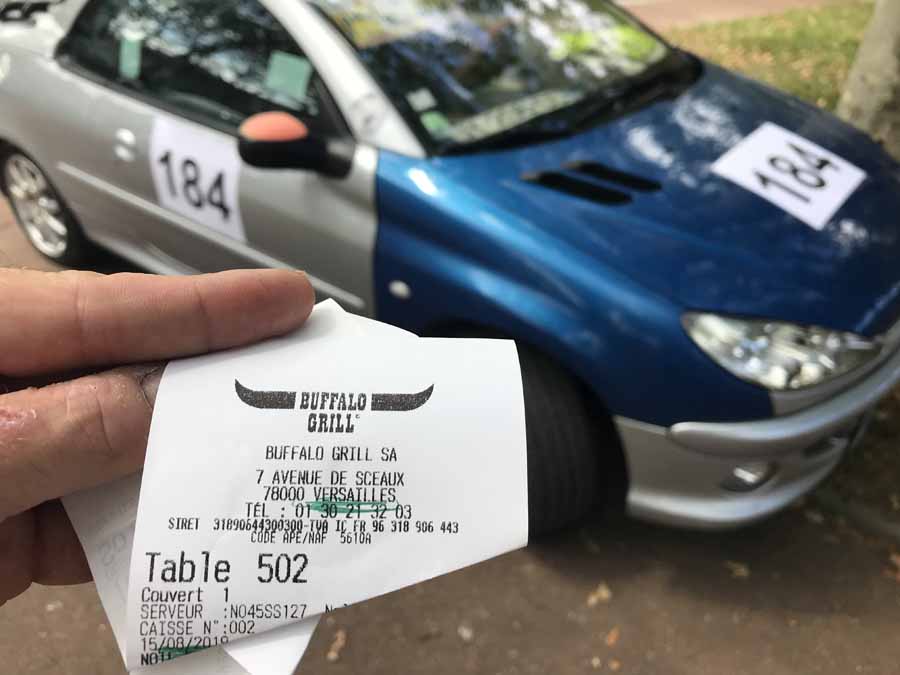 184
184
BUFFALO
GRILL
BUFFALO GRILL SA
7 AVENUE DE SCEAUX
78000 VERSAILLES
TEL : 01 30 21 32 03
SIRET 31890644300300-TVA IC FR 96 318 906 443
CODE APE/NAF 5610A
Table 502
Couvert 1
SERVEUR :NO45SS127
CAISSE N°:002
15/08/2019